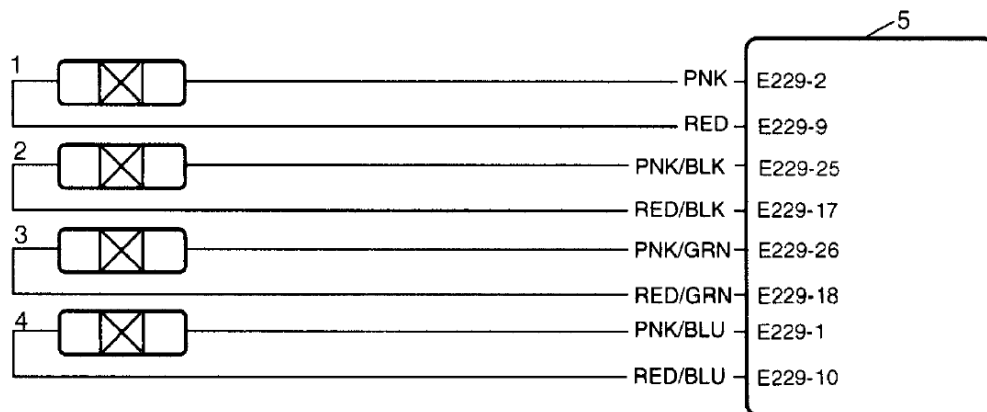 5
1
PNK E229-2
RED E229-9
2
PNK/BLK E229-25
RED/BLK E229-17
3
PNK/GRN E229-26
RED/GRN E229-18
4
PNK/BLU E229-1
RED/BLU E229-10